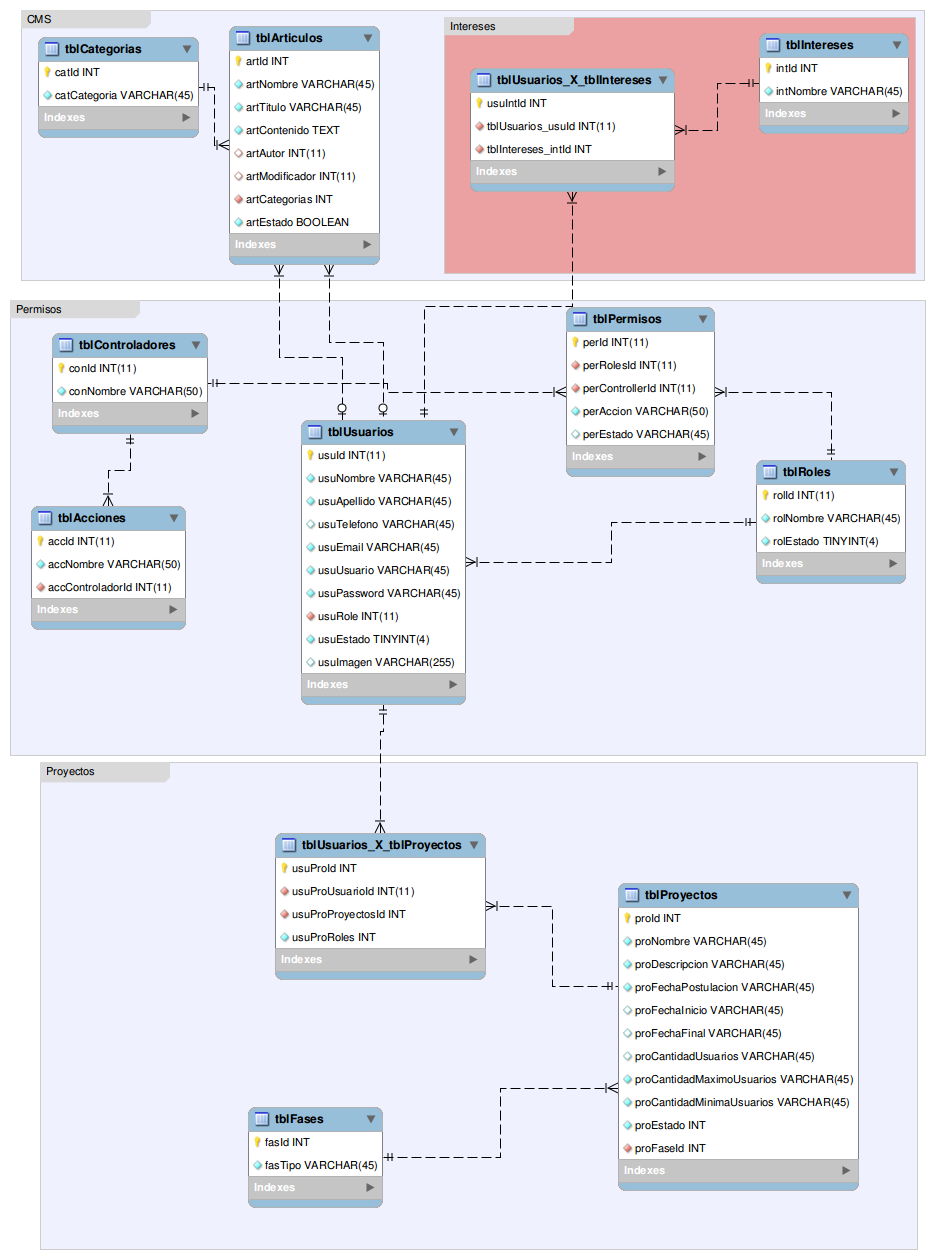 CMS
tblCategorias
catId INT
catCategoria VARCHAR(45)
Indexes
tblArticulos
artId INT
artNombre VARCHAR(45)
artTitulo VARCHAR(45)
artContenido TEXT
artAutor INT(11)
artModificador INT(11)
artCategorias INT
artEstado BOOLEAN
Indexes
Intereses
tblUsuarios_X_tblIntereses
usuIntId INT
tblUsuarios_usuId INT(11)
tblIntereses_intId INT
Indexes
tblIntereses
intId INT
intNombre VARCHAR(45)
Indexes
Permisos
tblControladores
conId INT(11)
conNombre VARCHAR(50)
Indexes
tblAcciones
accId INT(11)
accNombre VARCHAR(50)
accControladorId INT(11)
Indexes
tblUsuarios
usuId INT(11)
usuNombre VARCHAR(45)
usuApellido VARCHAR(45)
usuTelefono VARCHAR(45)
usuEmail VARCHAR(45)
usuUsuario VARCHAR(45)
usuPassword VARCHAR(45)
usuRole INT(11)
usuEstado TINYINT(4)
usuImagen VARCHAR(255)
Indexes
tblPermisos
perId INT(11)
perRolesId INT(11)
perControllerId INT(11)
perAccion VARCHAR(50)
perEstado VARCHAR(45)
Indexes
tblRoles
rolId INT(11)
rolNombre VARCHAR(45)
rolEstado TINYINT(4)
Indexes
Proyectos
tblUsuarios_X_tblProyectos
usuProId INT
usuProUsuarioId INT(11)
usuProProyectosId INT
usuProRoles INT
Indexes
tblProyectos
proId INT
proNombre VARCHAR(45)
proDescripcion VARCHAR(45)
proFechaPostulacion VARCHAR(45)
proFechaInicio VARCHAR(45)
proFechaFinal VARCHAR(45)
proCantidadUsuarios VARCHAR(45)
proCantidadMaximoUsuarios VARCHAR(45)
proCantidadMinimaUsuarios VARCHAR(45)
proEstado INT
proFaseId INT
Indexes
tblFases
fasId INT
fasTipo VARCHAR(45)
Indexes